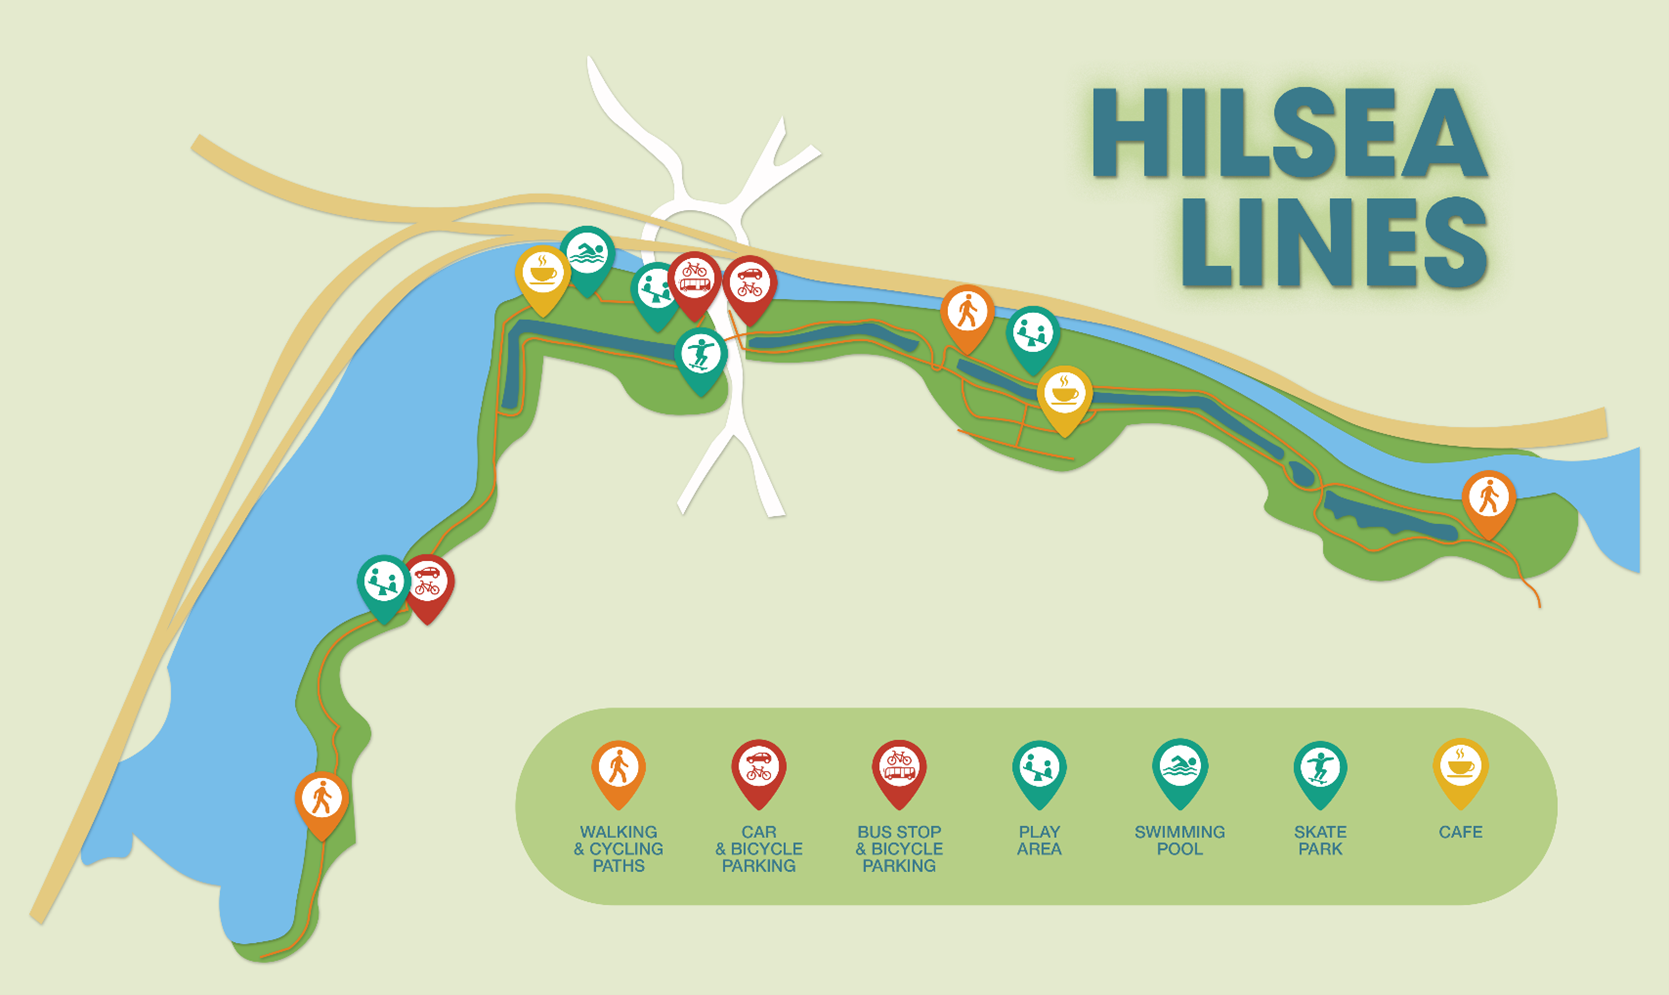 HILSEA
LINES
WALKING
& CYCLING
PATHS
CAR
& BICYCLE
PARKING
BUS STOP
& BICYCLE
PARKING
PLAY
AREA
SWIMMING
POOL
SKATE
PARK
CAFE